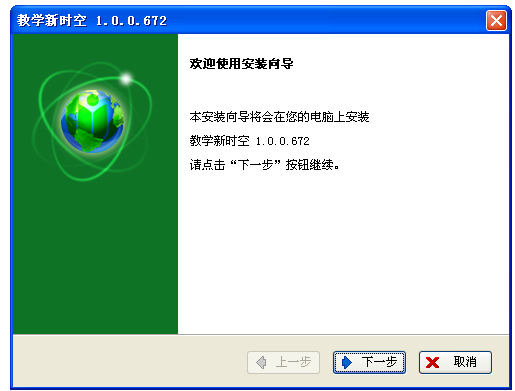 教学新时空 1.0.0.672
欢迎使用安装向导
本安装向导将会在您的电脑上安装
教学新时空 1.0.0.672
请点击“下一步”按钮继续。
上一步
下一步
取消